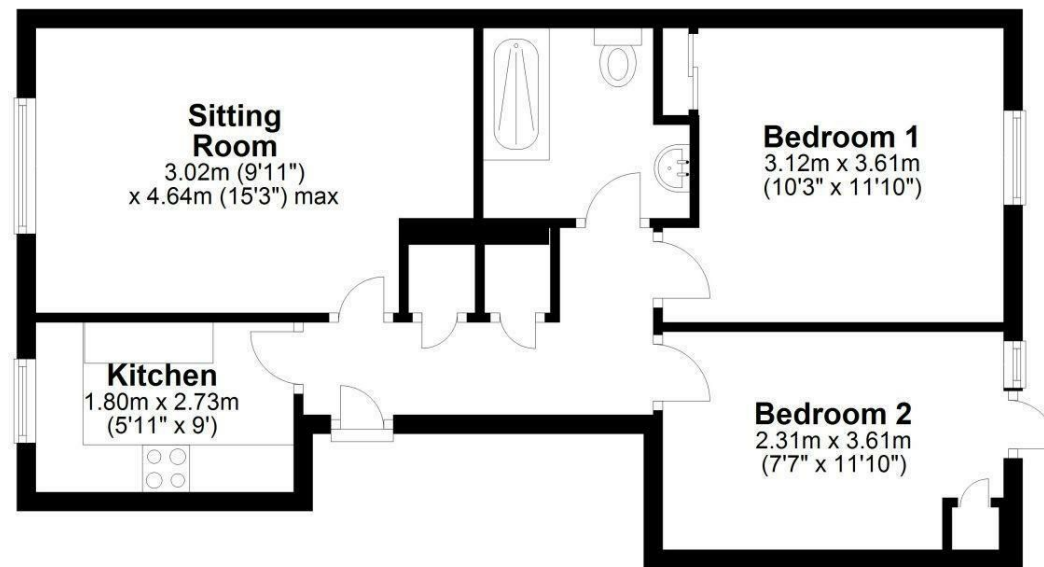 Sitting
Room
3.02m (9'11")
x 4.64m (15'3") max
Bedroom 1
3.12m x 3.61m
(10'3" x 11'10")
Kitchen
1.80m x 2.73m
(5'11" x 9')
Bedroom 2
2.31m x 3.61m
(7'7" x 11'10")